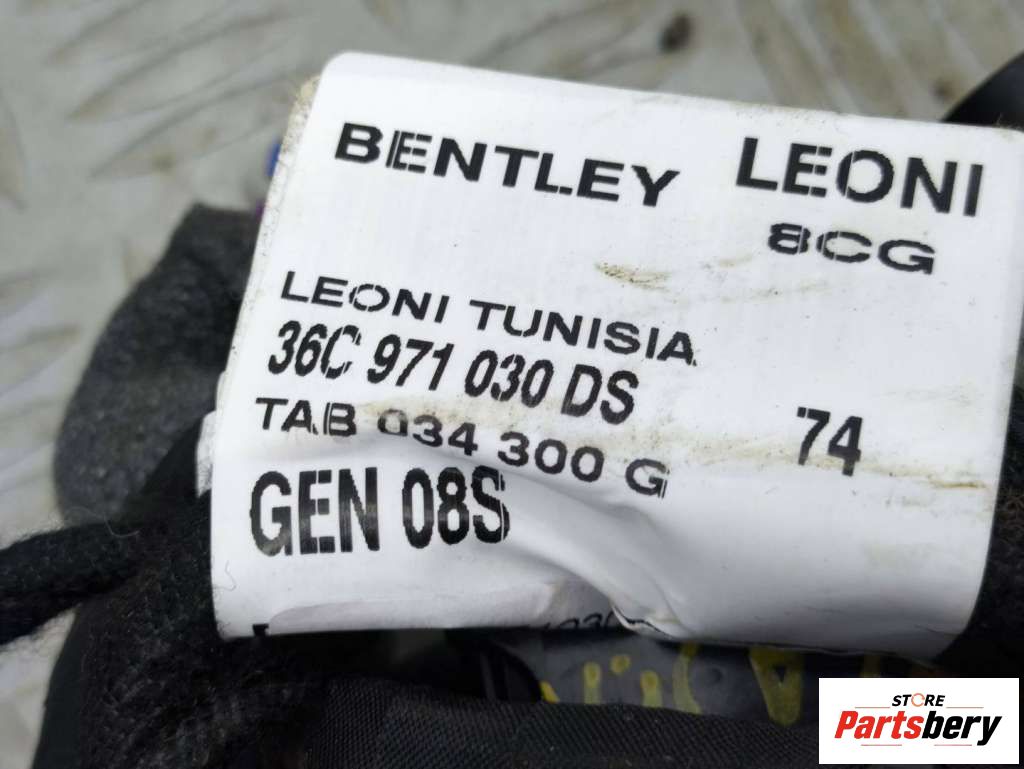 BENTLEY LEONI
8CG
LEONI TUNISIA
36C 971 030 DS
TAB 034 300 G
74
GEN 08S
STORE
Partsbery